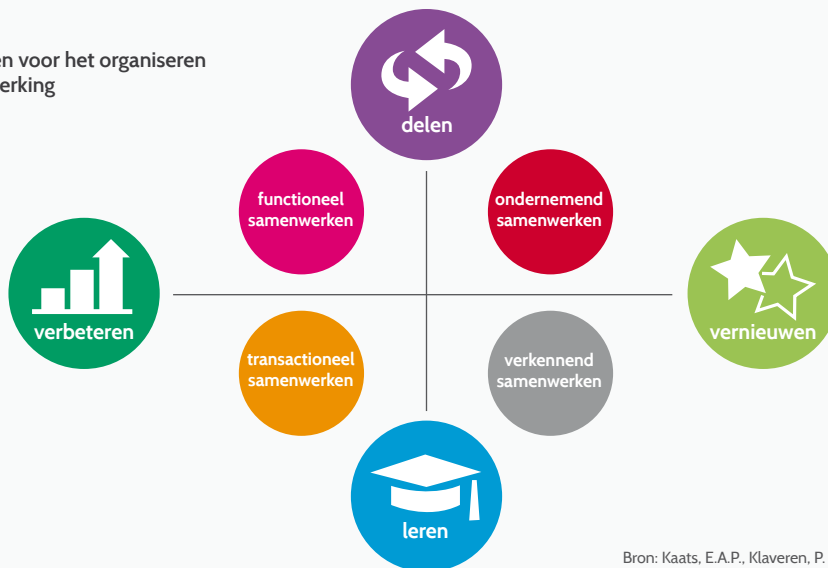 en voor het organiseren
erking
delen
functioneel
samenwerken
ondernemend
samenwerken
verbeteren
vernieuwen
transactioneel
samenwerken
verkennend
samenwerken
leren
Bron: Kaats, E.A.P., Klaveren, P.